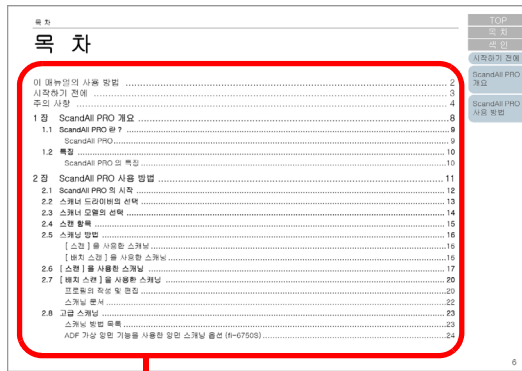 목 차
목 차
이 매뉴얼의 사용 방법 ................ 2
시작하기 전에 ................ 3
주의 사항 ................ 4
1 장 ScandAll PRO 개요 ................ 8
1.1 ScandAll PRO 란 ? ................ 9
ScandAll PRO ................ 9
1.2 특징 ................ 10
ScandAll PRO 의 특징 ................ 10
2 장 ScandAll PRO 사용 방법 ................ 11
2.1 ScandAll PRO 의 시작 ................ 12
2.2 스캐너 드라이버의 선택 ................ 13
2.3 스캐너 모델의 선택 ................ 14
2.4 스캔 항목 ................ 15
2.5 스캐닝 방법 ................ 16
[ 스캔 ] 을 사용한 스캐닝 ................ 16
[ 배치 스캔 ] 을 사용한 스캐닝 ................ 16
2.6 [ 스캔 ] 을 사용한 스캐닝 ................ 17
2.7 [ 배치 스캔 ] 을 사용한 스캐닝 ................ 20
프로필의 작성 및 편집 ................ 20
스캐닝 문서 ................ 22
2.8 고급 스캐닝 ................ 23
스캐닝 방법 목록 ................ 23
ADF 가상 양면 기능을 사용한 양면 스캐닝 옵션 (fi-6750S) ................ 24
TOP
목 차
색 인
시작하기 전에
ScandAll PRO
개요
ScandAll PRO
사용 방법
6